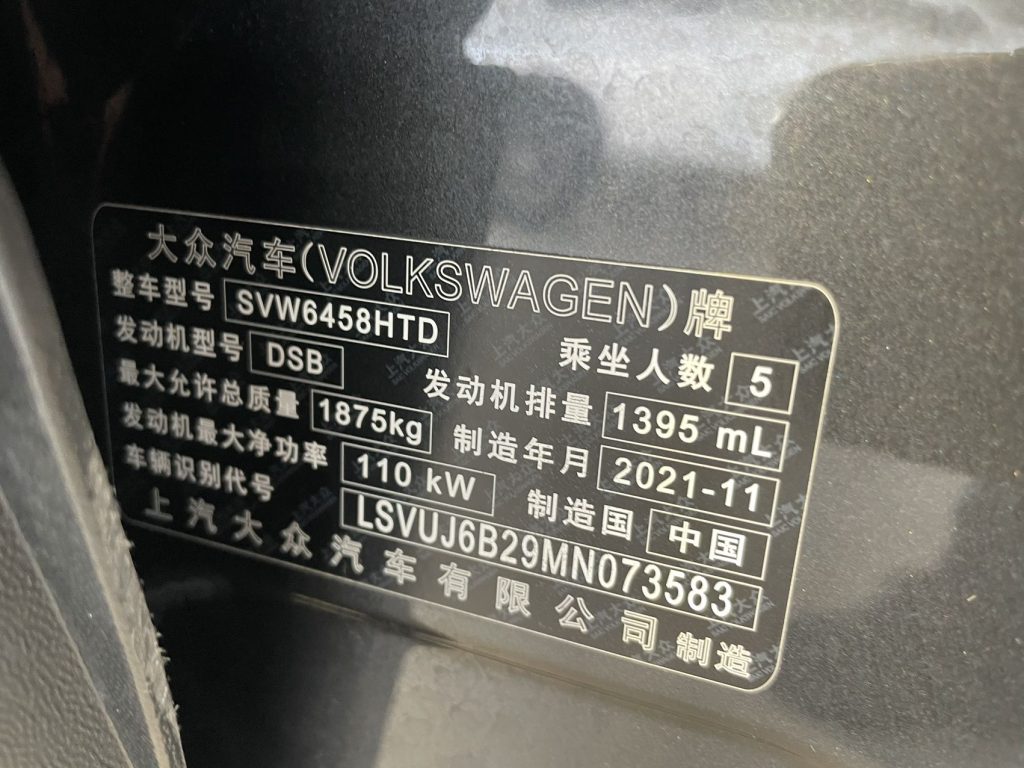 大众汽车(VOLKSWAGEN)牌
整车型号 SVW6458HTD 乘坐人数 5
发动机型号 DSB 发动机排量 1395 mL
最大允许总质量 1875kg 制造年月 2021-11
发动机最大净功率 110 kW 制造国 中国
车辆识别代号 LSVUJ6B29MN073583
上汽大众汽车有限公司制造